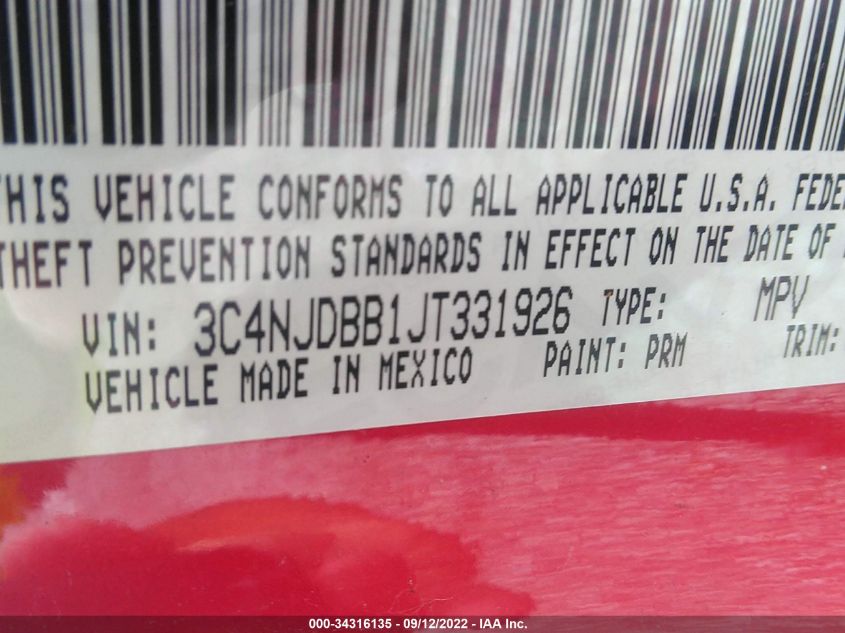 THIS VEHICLE CONFORMS TO ALL APPLICABLE U.S.A.
THEFT PREVENTION STANDARDS IN EFFECT ON THE DATE OF
VIN: 3C4NJDBB1JT331926 TYPE: MPV
VEHICLE MADE IN MEXICO PAINT: PRM TRIM:
000-34316135 - 09/12/2022 - IAA Inc.